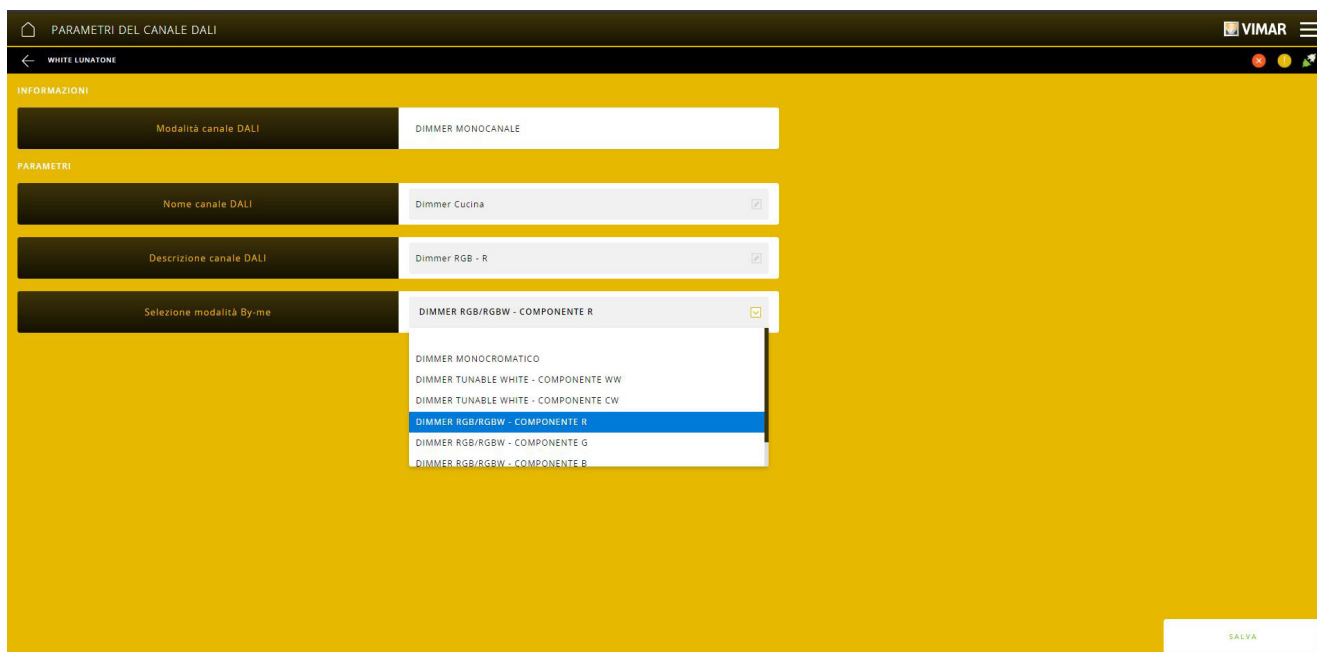 PARAMETRI DEL CANALE DALI
VIMAR
WHITE LUNATONE
INFORMAZIONI
Modalità canale DALI
DIMMER MONOCANALE
PARAMETRI
Nome canale DALI
Dimmer Cucina
Descrizione canale DALI
Dimmer RGB - R
Selezione modalità By-me
DIMMER RGB/RGBW - COMPONENTE R
DIMMER MONOCROMATICO
DIMMER TUNABLE WHITE - COMPONENTE WW
DIMMER TUNABLE WHITE - COMPONENTE CW
DIMMER RGB/RGBW - COMPONENTE R
DIMMER RGB/RGBW - COMPONENTE G
DIMMER RGB/RGBW - COMPONENTE B
SALVA